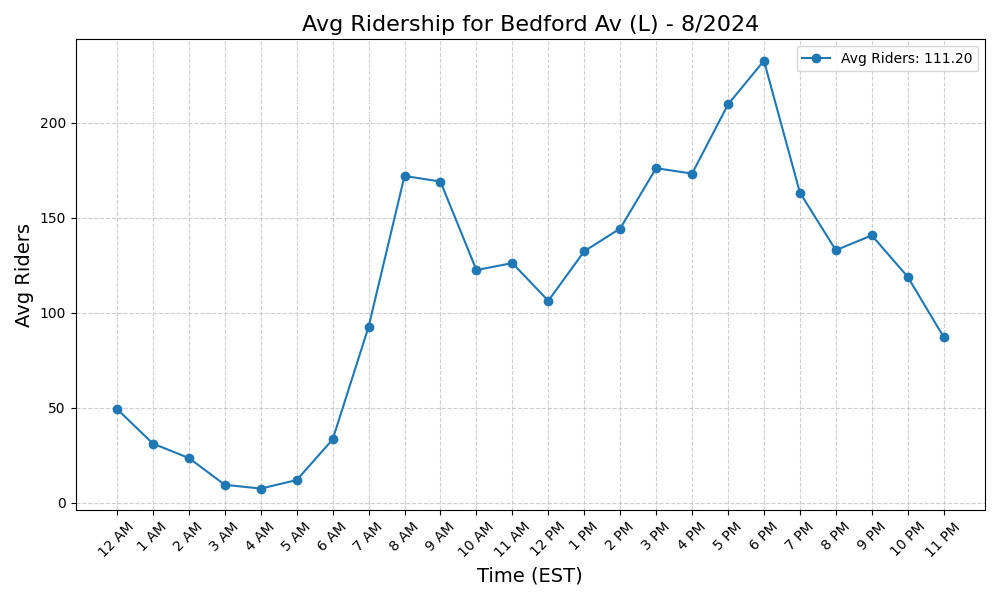 Avg Ridership for Bedford Av (L) - 8/2024
Avg Riders: 111.20
Avg Riders
200
150
100
50
0
12 AM
1 AM
2 AM
3 AM
4 AM
5 AM
6 AM
7 AM
8 AM
9 AM
10 AM
11 AM
12 PM
1 PM
2 PM
3 PM
4 PM
5 PM
6 PM
7 PM
8 PM
9 PM
10 PM
11 PM
Time (EST)